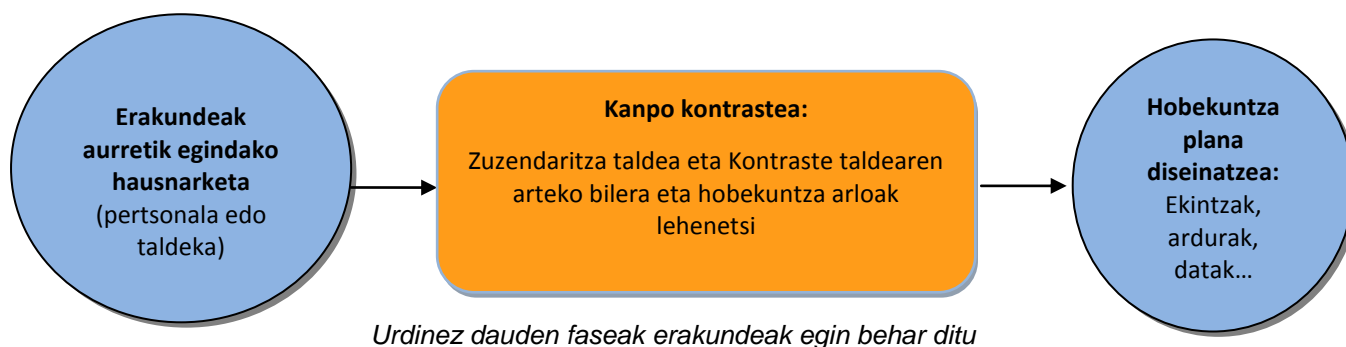 Erakundeak
aurretik egindako
hausnarketa
(pertsonala edo
taldeka)
Kanpo kontrastea:
Zuzendaritza taldea eta Kontraste taldearen
arteko bilera eta hobekuntza arloak
lehenetsi
Hobekuntza
plana
diseinatzea:
Ekintzak,
ardurak,
datak…
Urdinez dauden faseak erakundeak egin behar ditu